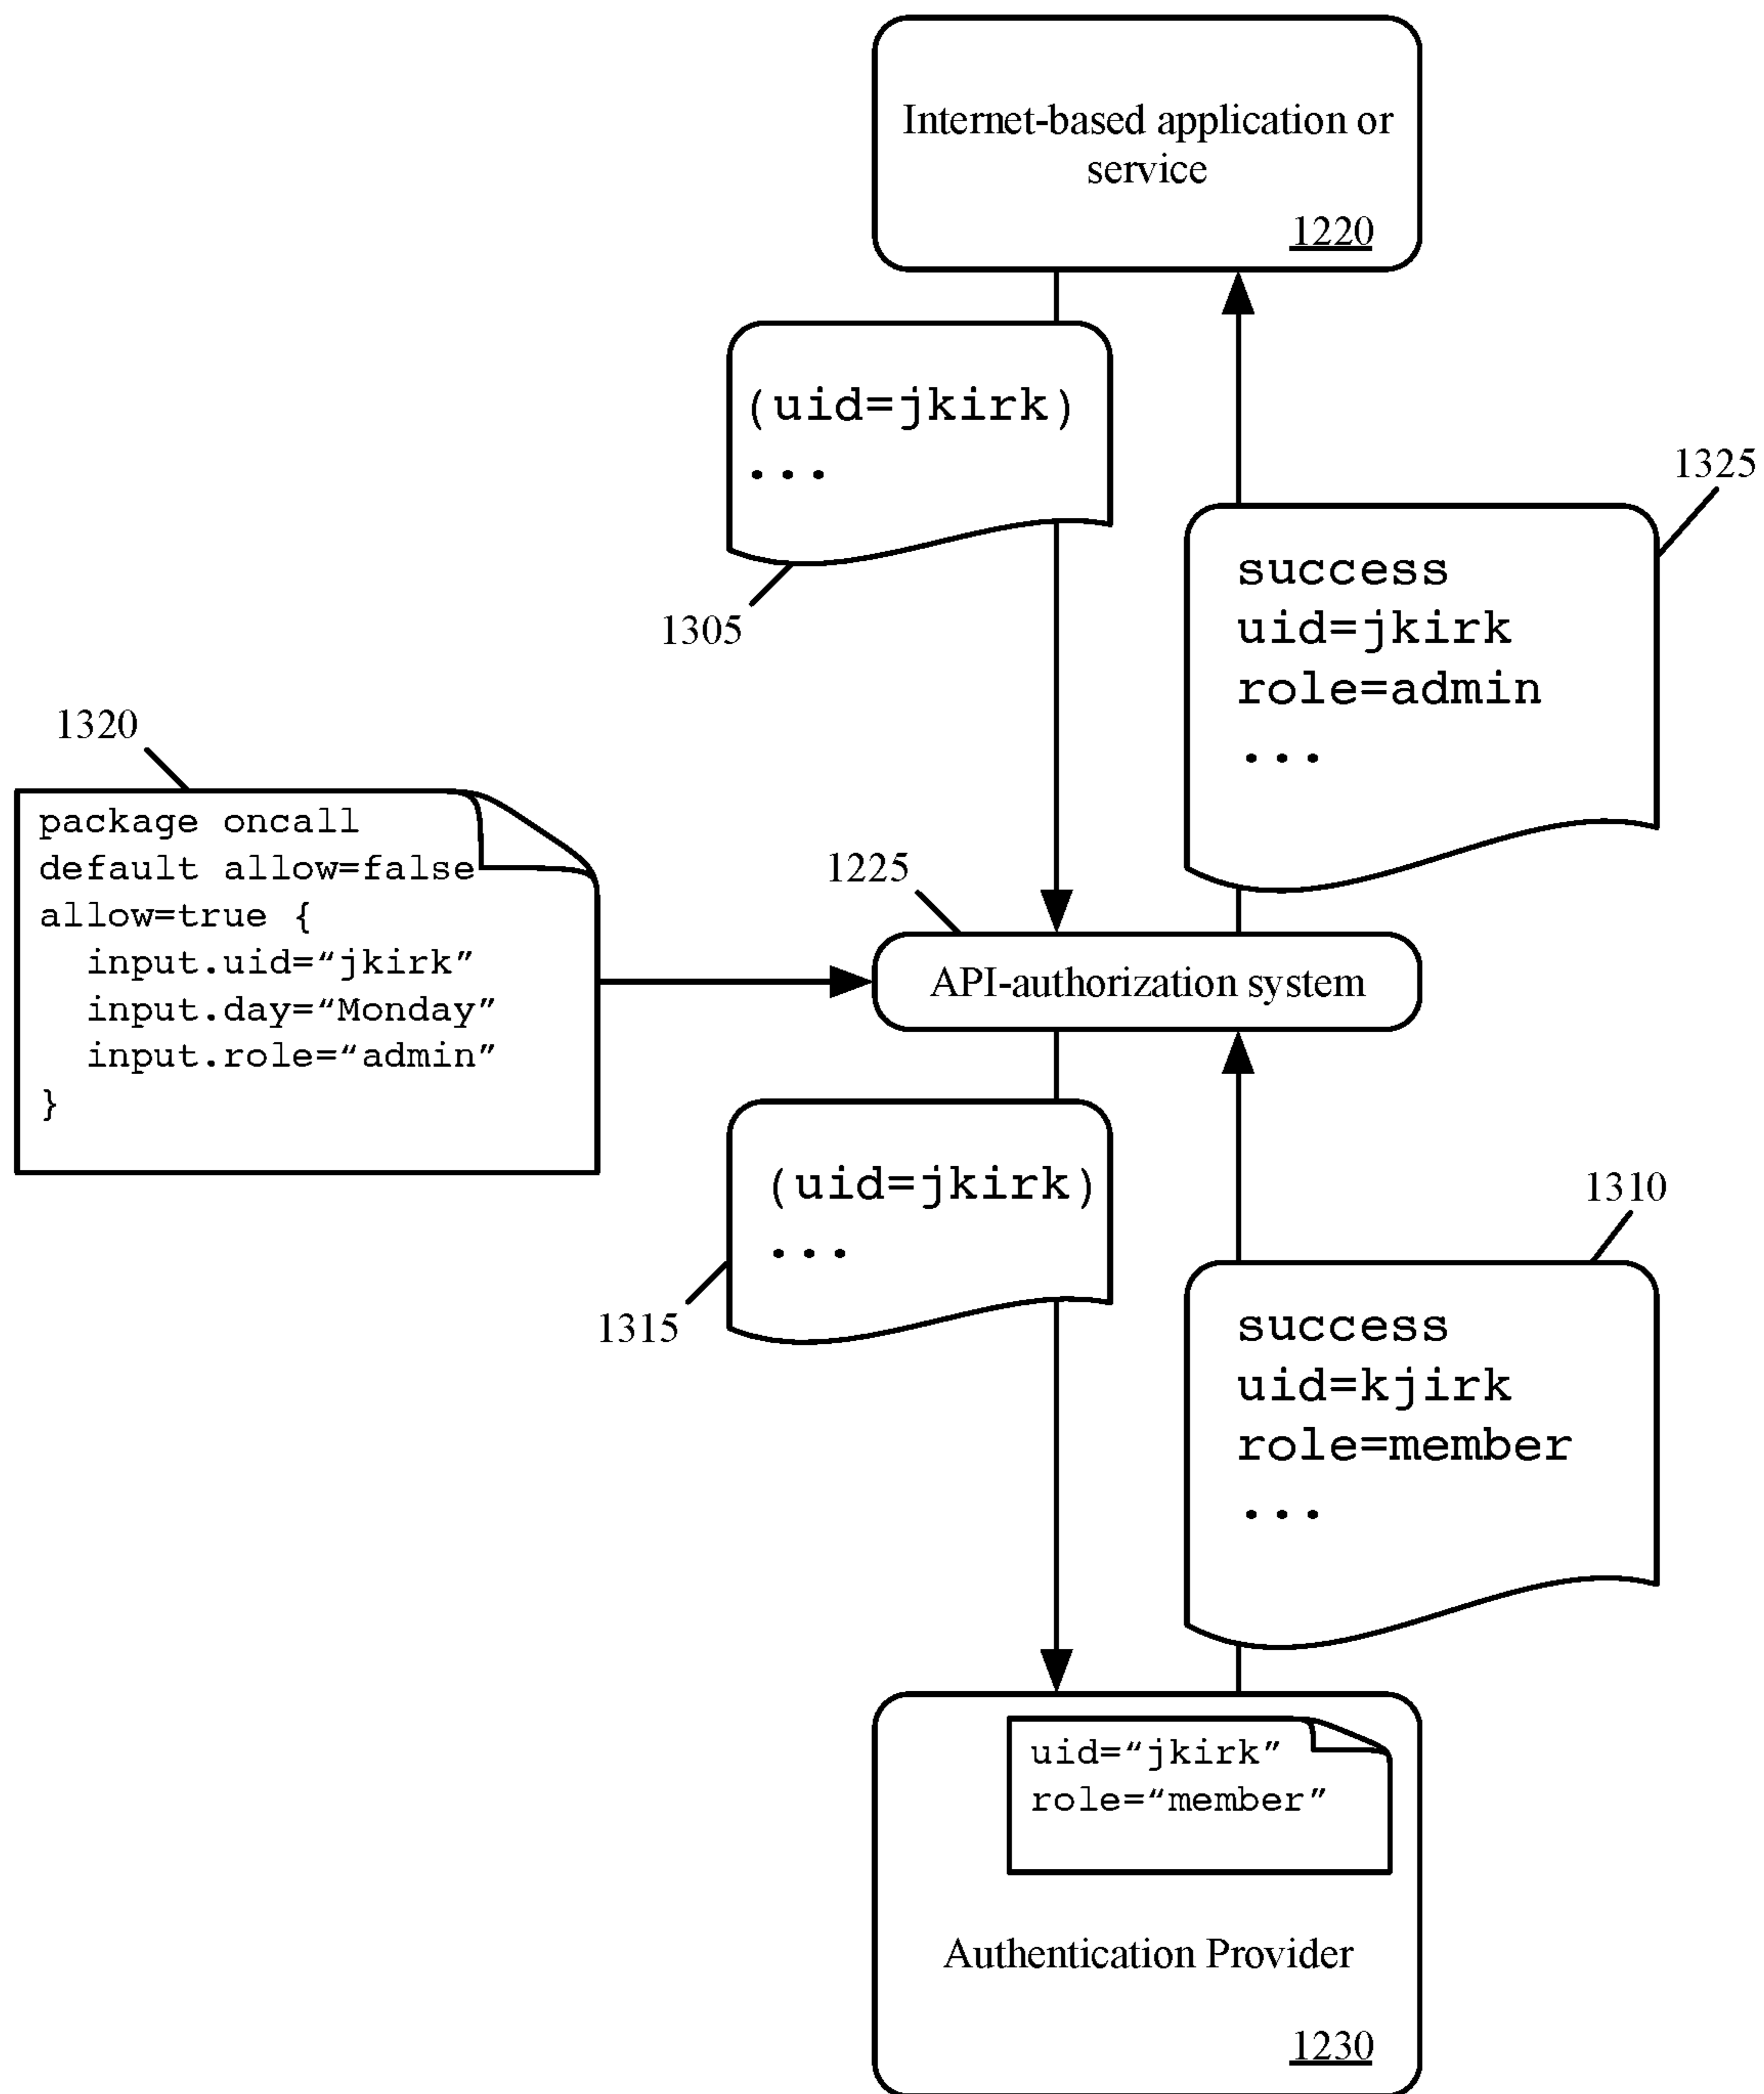 Internet-based application or
service
1220
(uid=jkirk)
...
1305
success
uid=jkirk
role=admin
...
1325
1320
package oncall
default allow=false
allow=true {
input.uid=“jkirk”
input.day=“Monday”
input.role=“admin”
}
1225
API-authorization system
(uid=jkirk)
...
1315
1310
success
uid=kjirk
role=member
...
uid=“jkirk”
role=“member”
Authentication Provider
1230